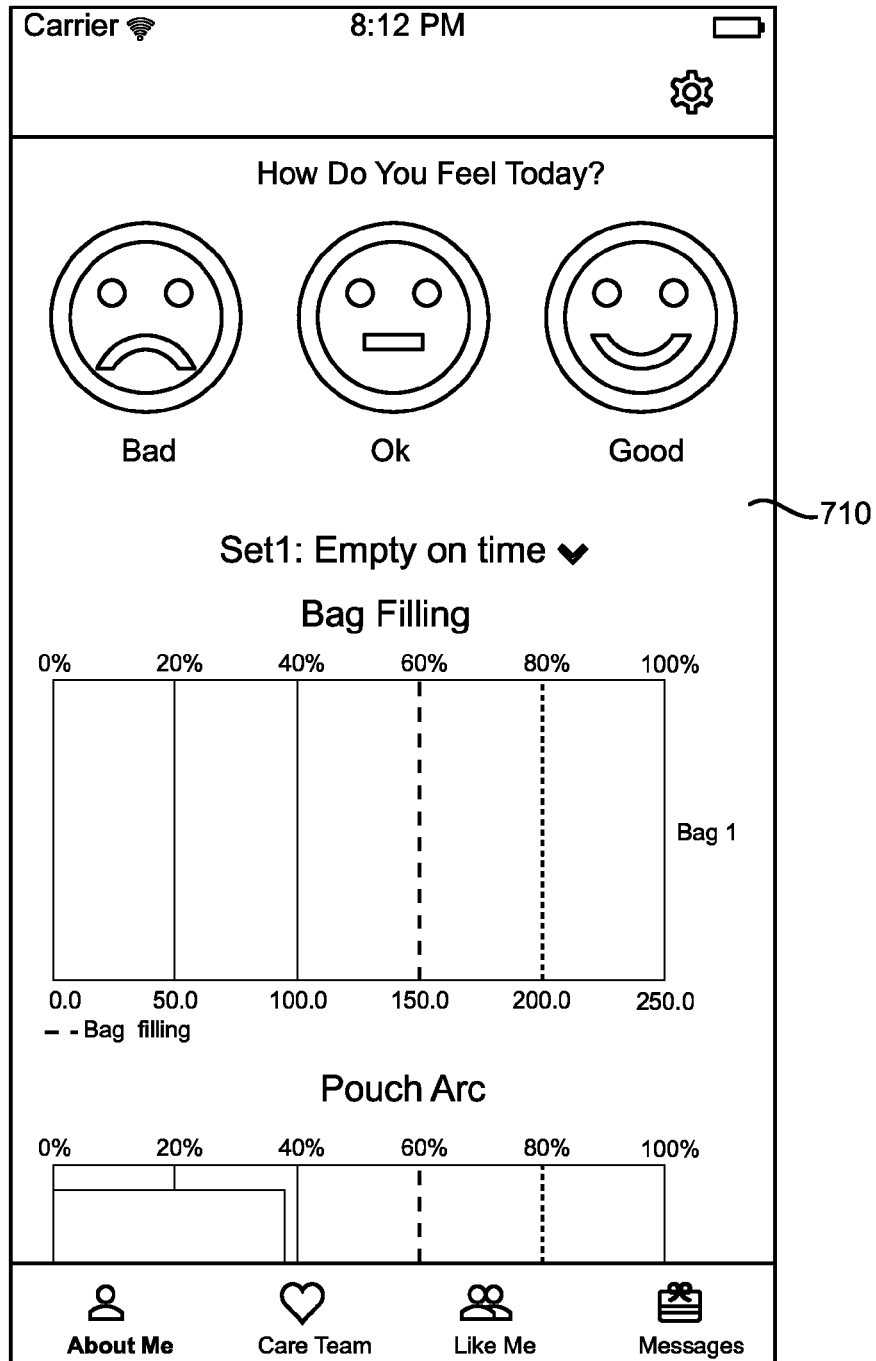 Carrier 8:12 PM
How Do You Feel Today?
Bad Ok Good
710
Set1: Empty on time
Bag Filling
0% 20% 40% 60% 80% 100%
Bag 1
0.0 50.0 100.0 150.0 200.0 250.0
Bag filling
Pouch Arc
0% 20% 40% 60% 80% 100%
About Me Care Team Like Me Messages